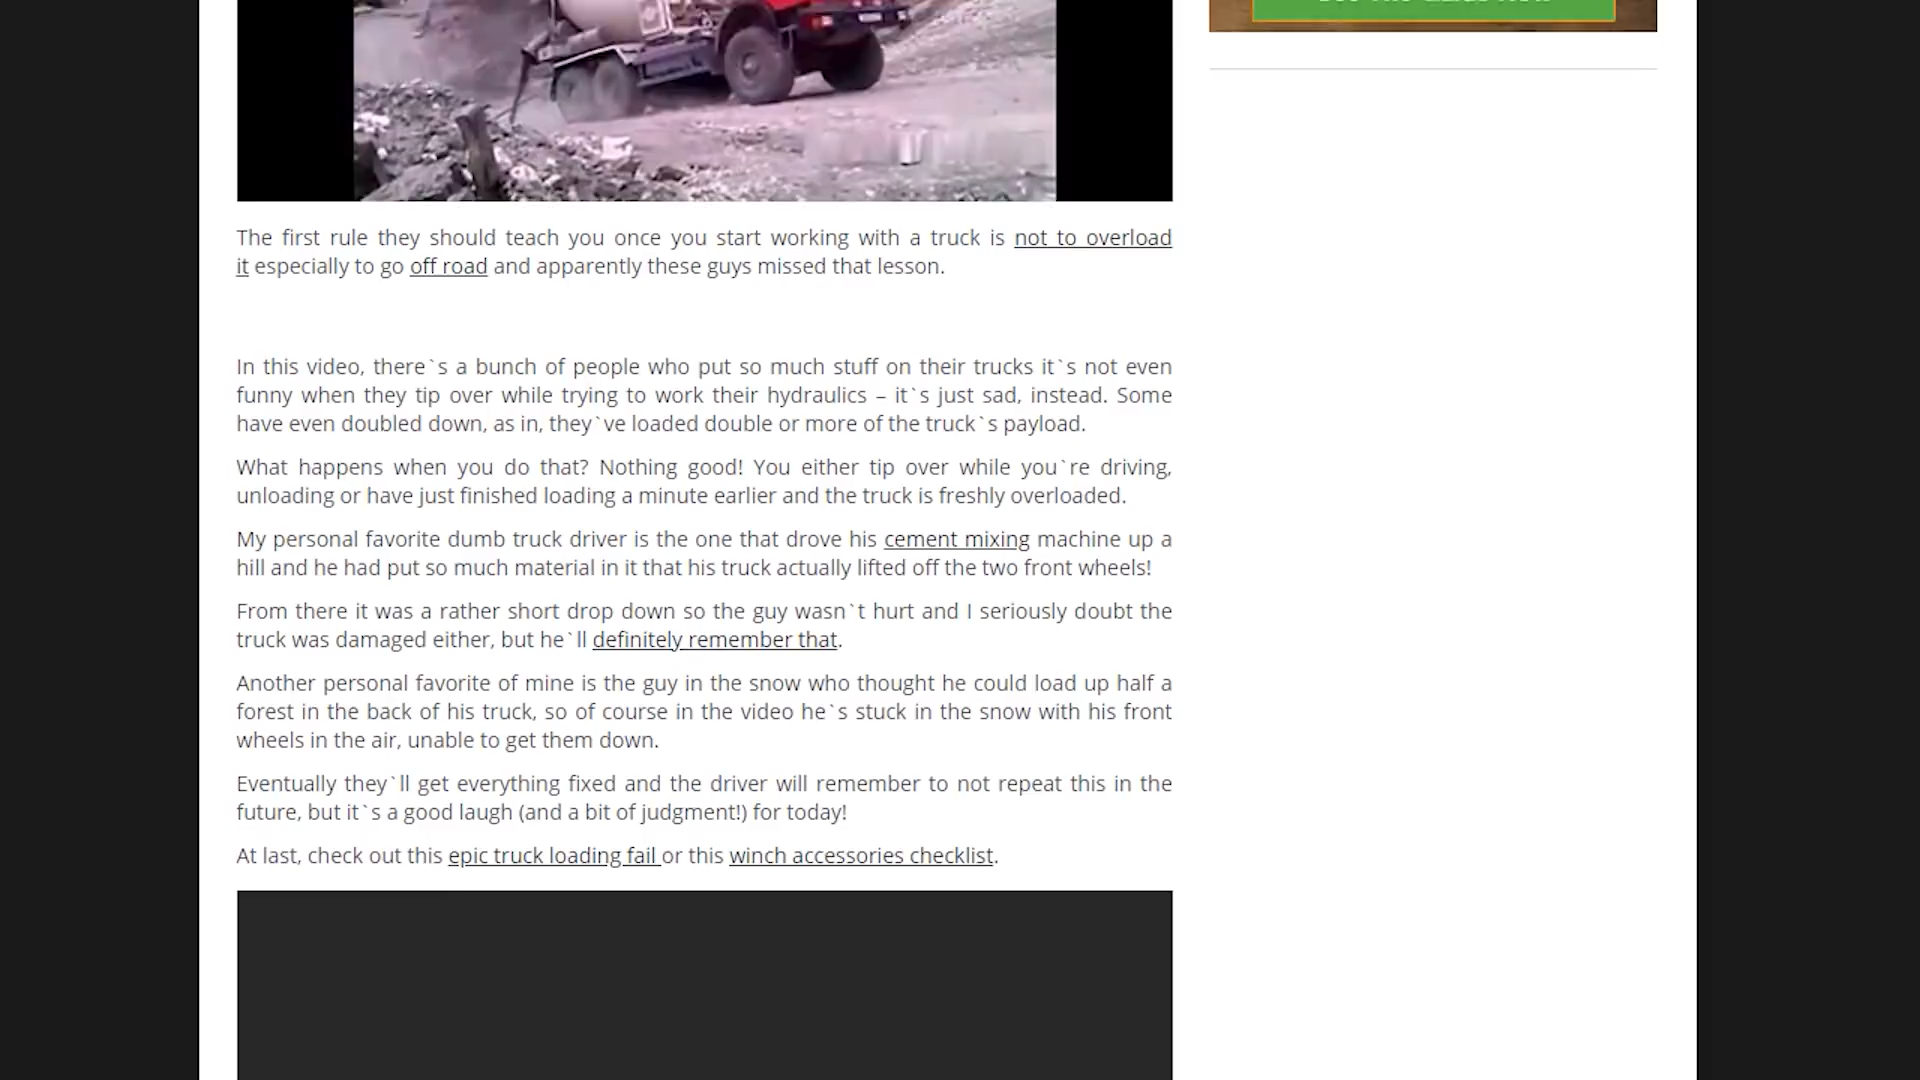 The first rule they should teach you once you start working with a truck is not to overload
it especially to go off road and apparently these guys missed that lesson.
In this video, there`s a bunch of people who put so much stuff on their trucks it`s not even
funny when they tip over while trying to work their hydraulics – it`s just sad, instead. Some
have even doubled down, as in, they`ve loaded double or more of the truck`s payload.
What happens when you do that? Nothing good! You either tip over while you`re driving,
unloading or have just finished loading a minute earlier and the truck is freshly overloaded.
My personal favorite dumb truck driver is the one that drove his cement mixing machine up a
hill and he had put so much material in it that his truck actually lifted off the two front wheels!
From there it was a rather short drop down so the guy wasn`t hurt and I seriously doubt the
truck was damaged either, but he`ll definitely remember that.
Another personal favorite of mine is the guy in the snow who thought he could load up half a
forest in the back of his truck, so of course in the video he`s stuck in the snow with his front
wheels in the air, unable to get them down.
Eventually they`ll get everything fixed and the driver will remember to not repeat this in the
future, but it`s a good laugh (and a bit of judgment!) for today!
At last, check out this epic truck loading fail or this winch accessories checklist.